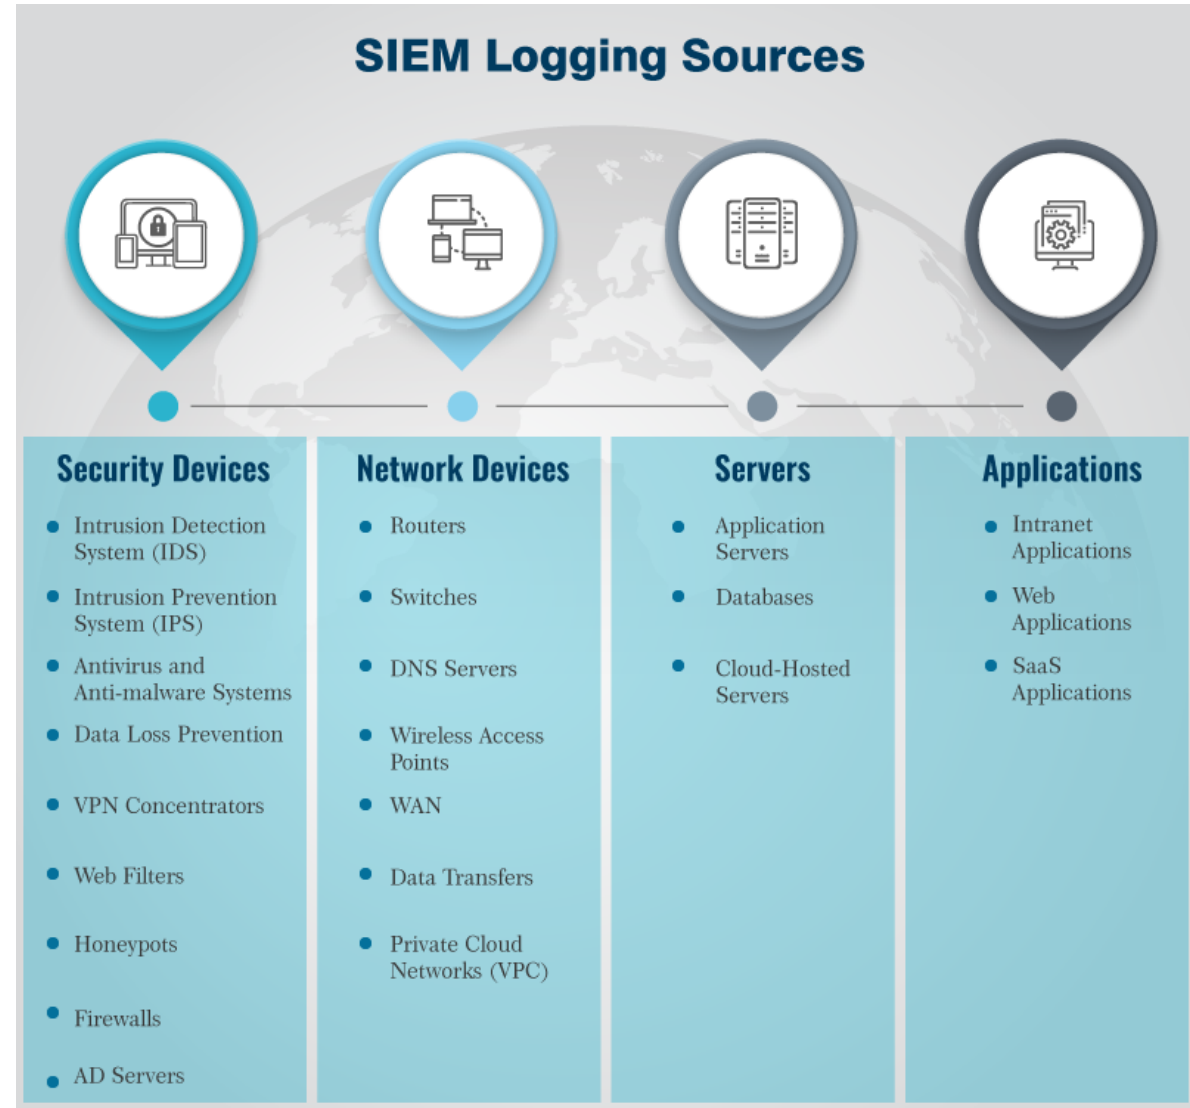 SIEM Logging Sources
Security Devices
Intrusion Detection
System (IDS)
Intrusion Prevention
System (IPS)
Antivirus and
Anti-malware Systems
Data Loss Prevention
VPN Concentrators
Web Filters
Honeypots
Firewalls
AD Servers
Network Devices
Routers
Switches
DNS Servers
Wireless Access
Points
WAN
Data Transfers
Private Cloud
Networks (VPC)
Servers
Application
Servers
Databases
Cloud-Hosted
Servers
Applications
Intranet
Applications
Web
Applications
SaaS
Applications